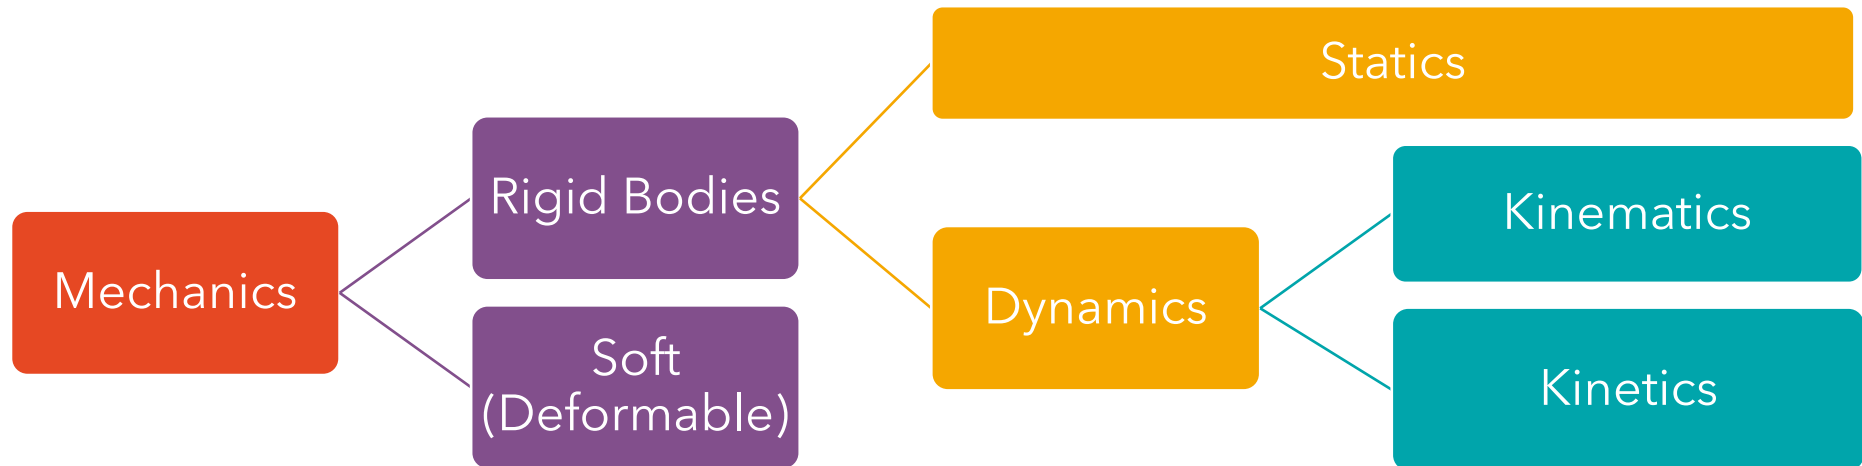 Mechanics
Rigid Bodies
Soft
(Deformable)
Statics
Dynamics
Kinematics
Kinetics